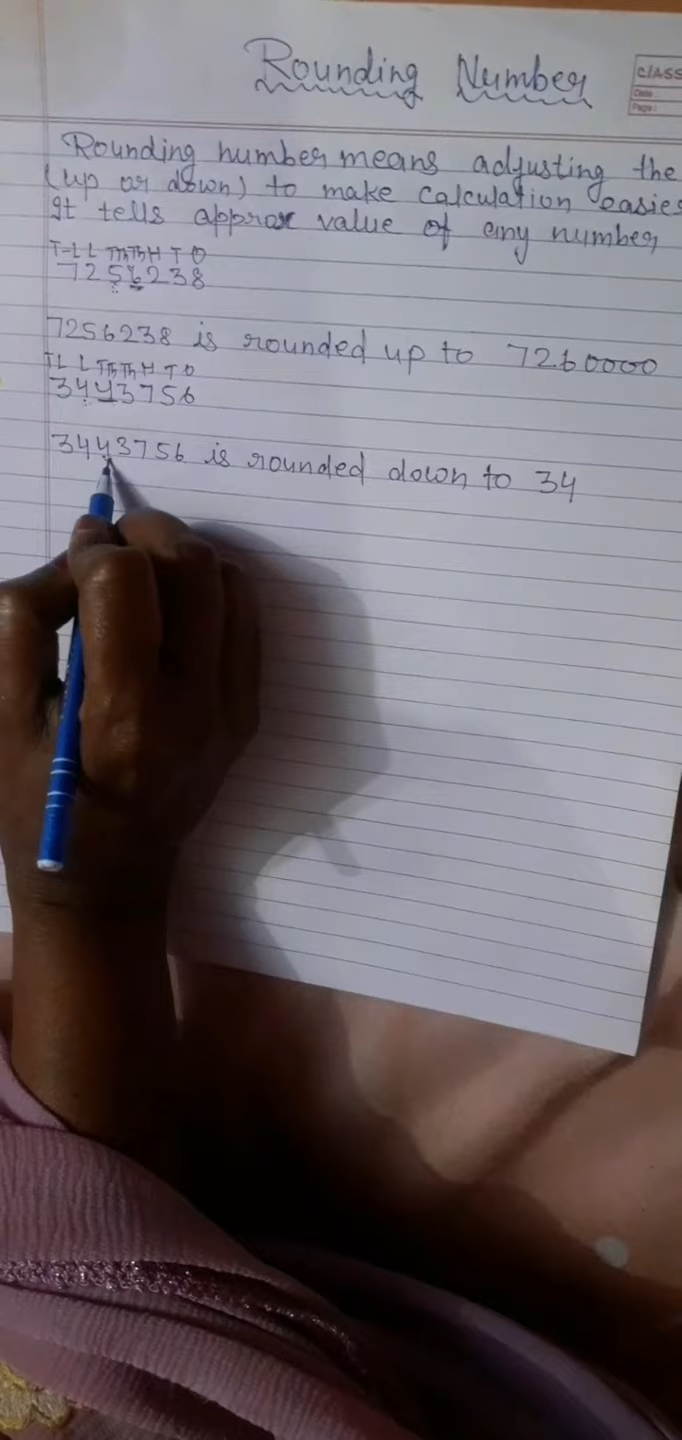 Rounding Number
CLASS
Date :
Page :
Rounding number means adjusting the
(up or down) to make calculation easies
It tells approx value of any number
T-L L TTh Th H T O
7256238
7256238 is rounded up to 7260000
TL L TTh Th H T O
3443756
3443756 is rounded down to 34